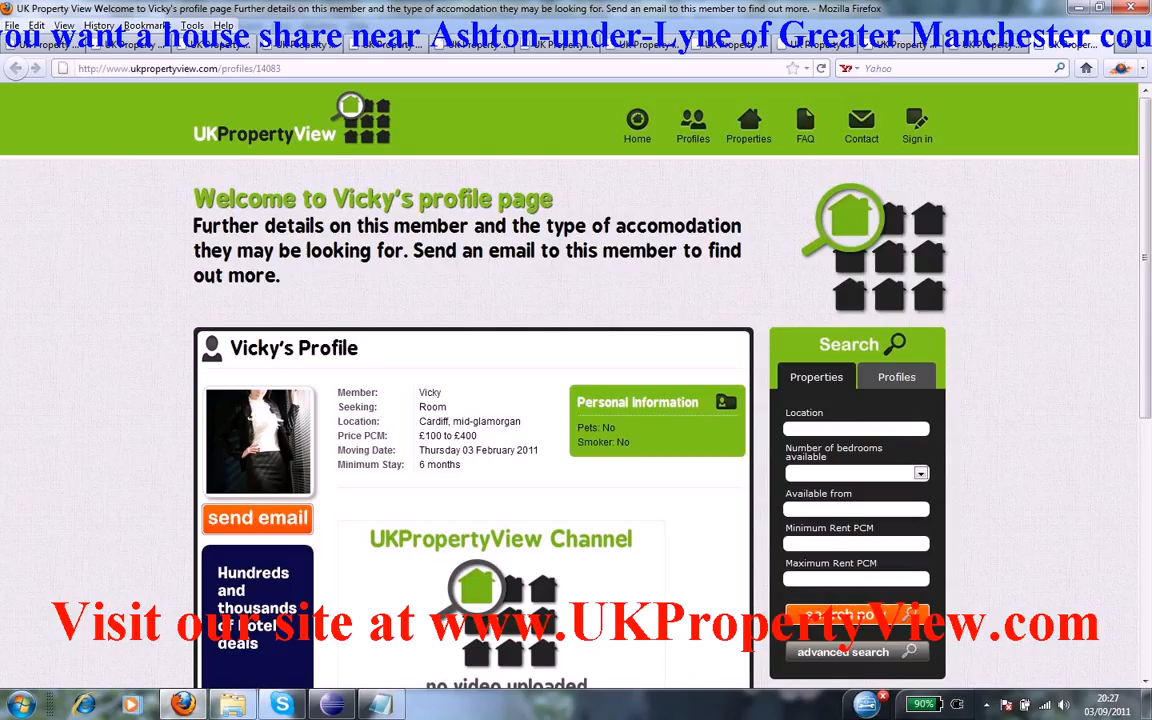 UK Property View Welcome to Vicky's profile page Further details on this member and the type of accomodation they may be looking for. Send an email to this member to find out more. - Mozilla Firefox
File Edit View History Bookmarks Tools Help
you want a house share near Ashton-under-Lyne of Greater Manchester cou
http://www.ukpropertyview.com/profiles/14083
Yahoo
UKPropertyView
Home Profiles Properties FAQ Contact Sign in
Welcome to Vicky's profile page
Further details on this member and the type of accomodation
they may be looking for. Send an email to this member to find
out more.
Vicky's Profile
Member: Vicky
Seeking: Room
Location: Cardiff, mid-glamorgan
Price PCM: £100 to £400
Moving Date: Thursday 03 February 2011
Minimum Stay: 6 months
Personal Information
Pets: No
Smoker: No
send email
Hundreds
and
thousands
of hotel
deals
UKPropertyView Channel
no video uploaded
Search
Properties Profiles
Location
Number of bedrooms
available
Available from
Minimum Rent PCM
Maximum Rent PCM
search now
advanced search
Visit our site at www.UKPropertyView.com
90%
20:27
03/09/2011